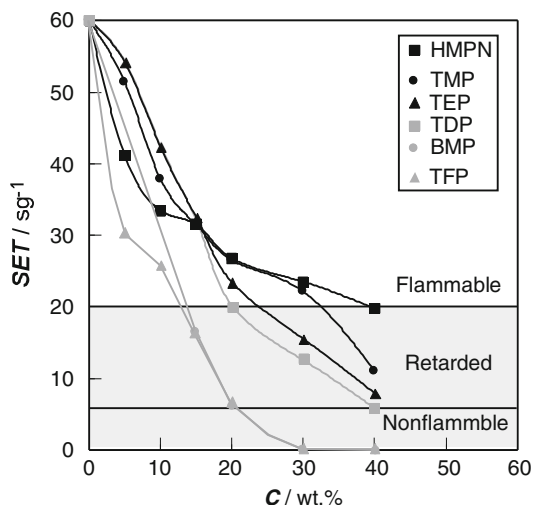 60
50
40
30
20
10
0
SET / sg-1
0 10 20 30 40 50 60
C / wt.%
HMPN
TMP
TEP
TDP
BMP
TFP
Flammable
Retarded
Nonflammble